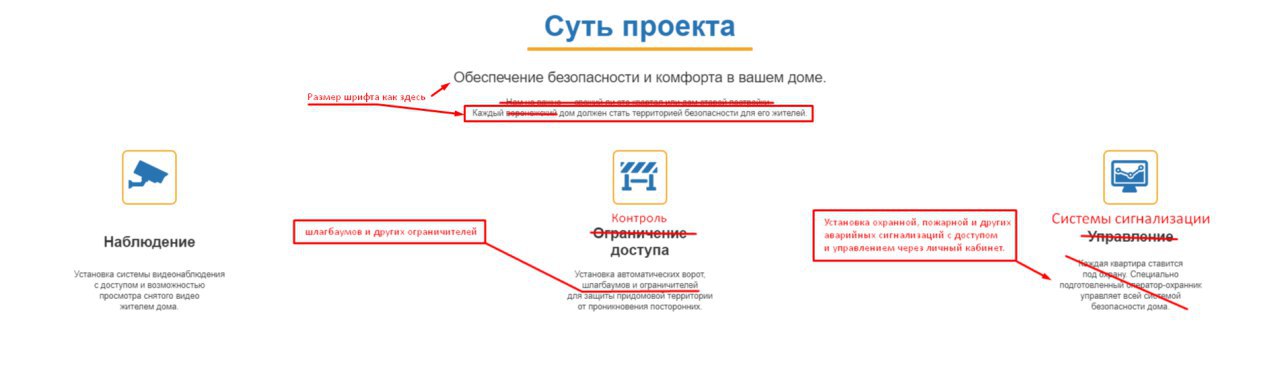 Суть проекта
Обеспечение безопасности и комфорта в вашем доме.
Размер шрифта как здесь
Нам не важно — спокой ли это квартал или дом старой постройки.
Каждый воронежский дом должен стать территорией безопасности для его жителей.
Наблюдение
Установка системы видеонаблюдения
с доступом и возможностью
просмотра снятого видео
жителем дома.
шлагбаумов и других ограничителей
Контроль
Ограничение
доступа
Установка автоматических ворот,
шлагбаумов и ограничителей
для защиты придомовой территории
от проникновения посторонних.
Установка охранной, пожарной и других
аварийных сигнализаций с доступом
и управлением через личный кабинет.
Системы сигнализации
Управление
Каждая квартира ставится
под охрану. Специально
подготовленный оператор-охранник
управляет всей системой
безопасности дома.